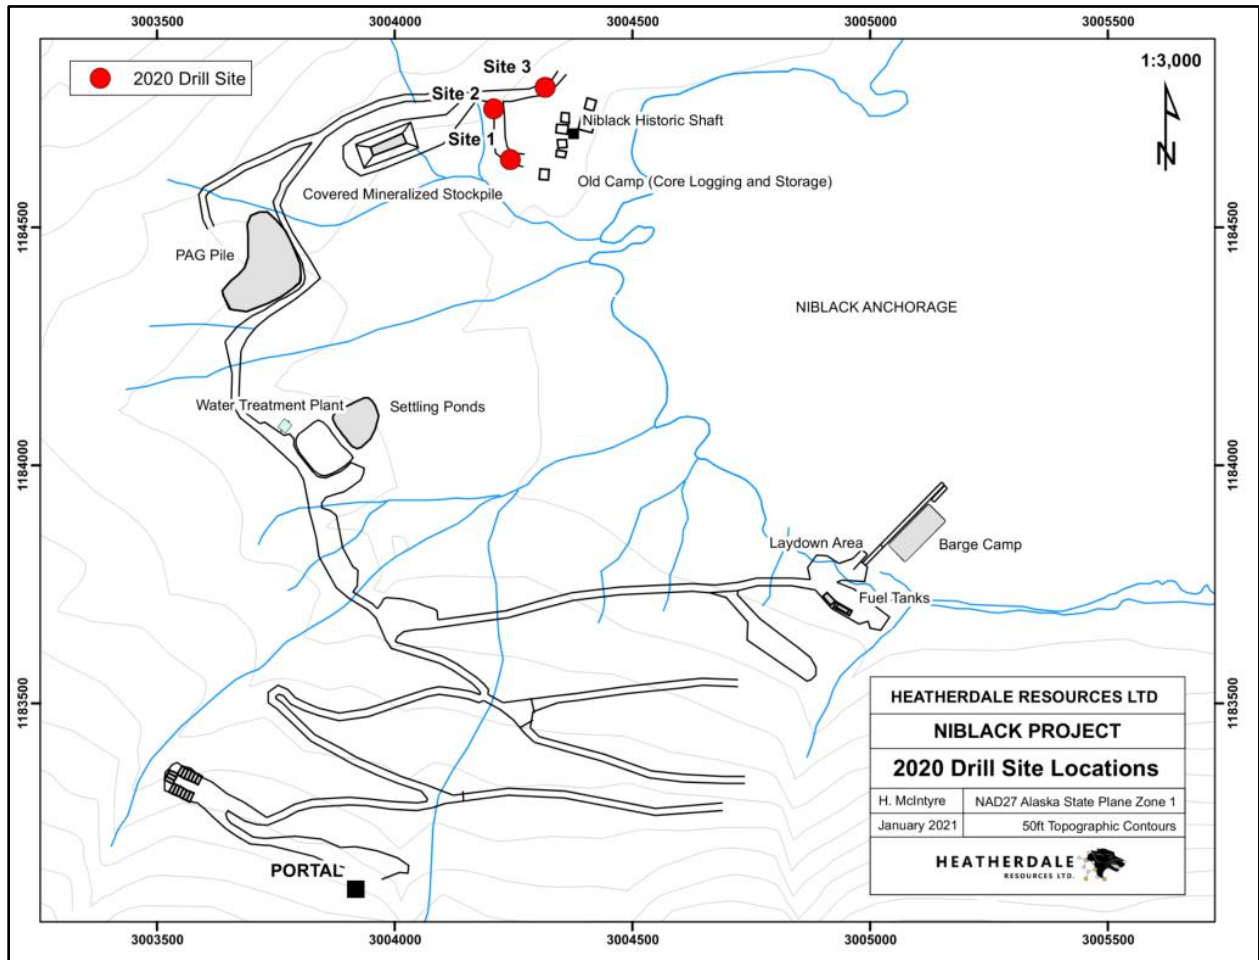 3003500 3004000 3004500 3005000 3005500
2020 Drill Site
1:3,000
N
Site 3
Site 2
Site 1
Niblack Historic Shaft
Old Camp (Core Logging and Storage)
Covered Mineralized Stockpile
1184500
1184500
PAG Pile
NIBLACK ANCHORAGE
Water Treatment Plant
Settling Ponds
1184000
1184000
Laydown Area
Barge Camp
Fuel Tanks
1183500
1183500
PORTAL
HEATHERDALE RESOURCES LTD
NIBLACK PROJECT
2020 Drill Site Locations
H. McIntyre
NAD27 Alaska State Plane Zone 1
January 2021
50ft Topographic Contours
HEATHERDALE
RESOURCES LTD.
3003500 3004000 3004500 3005000 3005500